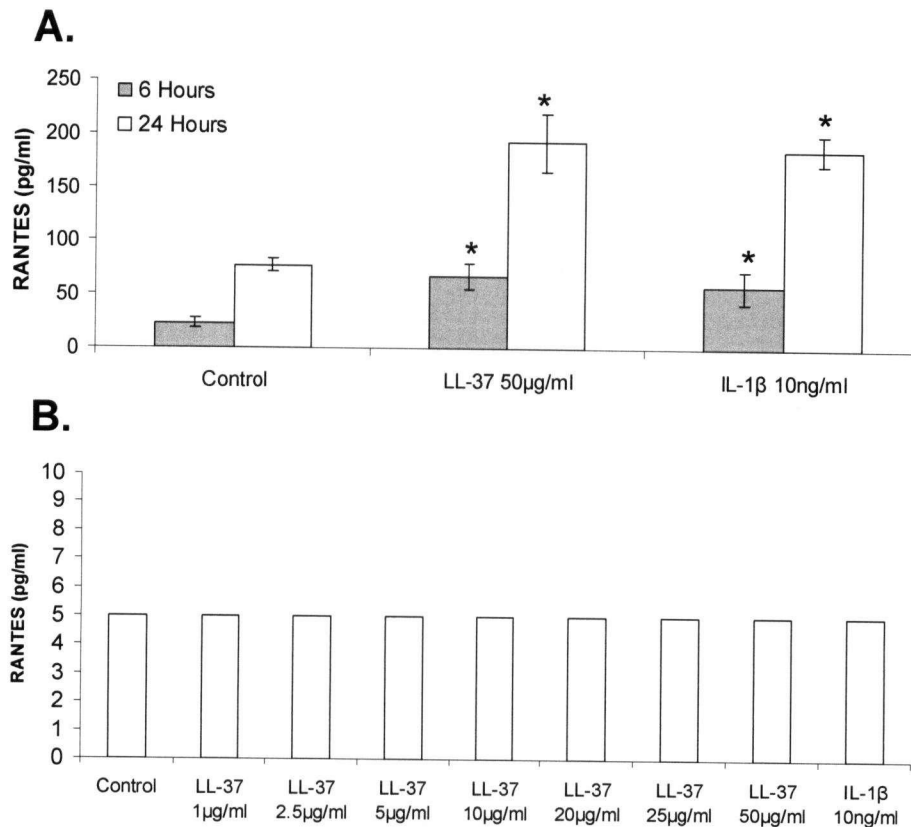 A.
250
200
150
100
50
0
RANTES (pg/ml)
6 Hours
24 Hours
*
*
*
*
Control
LL-37 50µg/ml
IL-1β 10ng/ml
B.
10
9
8
7
6
5
4
3
2
1
0
RANTES (pg/ml)
Control
LL-37
1µg/ml
LL-37
2.5µg/ml
LL-37
5µg/ml
LL-37
10µg/ml
LL-37
20µg/ml
LL-37
25µg/ml
LL-37
50µg/ml
IL-1β
10ng/ml